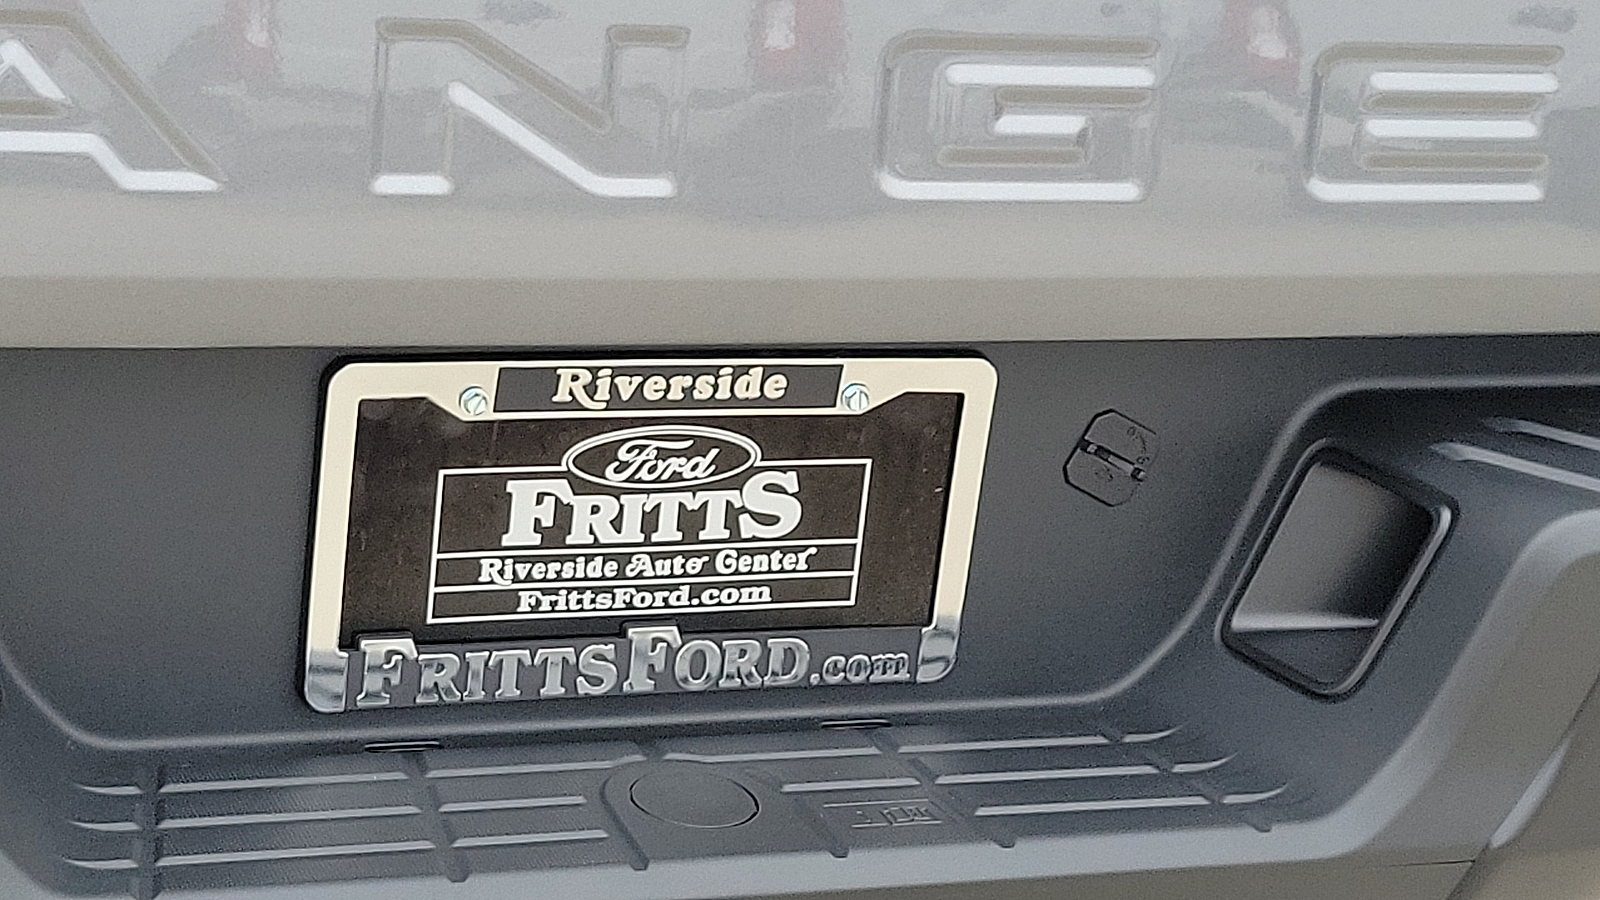 ANGE
Riverside
Ford
FRITTS
Riverside Auto Center
FrittsFord.com
FRITTSFORD.com